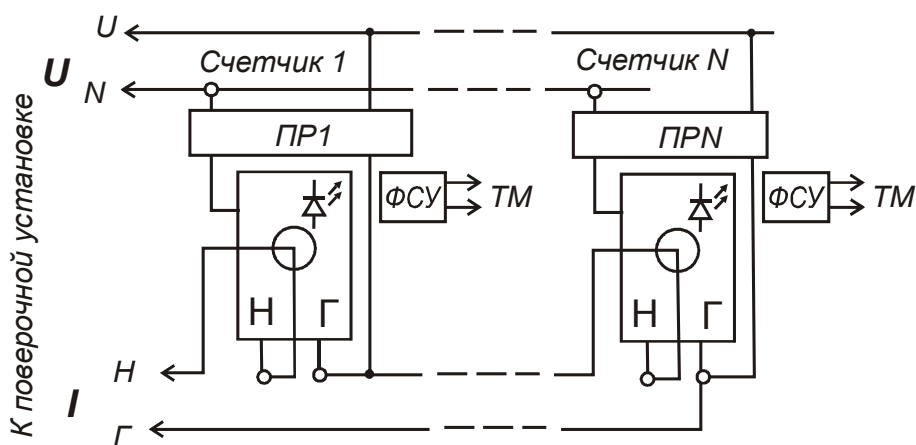 U
Счетчик 1
Счетчик N
U
N
ПР1
ПРN
ФСУ
ТМ
ФСУ
ТМ
Н
Г
Н
Г
Н
I
Г
К поверочной установке